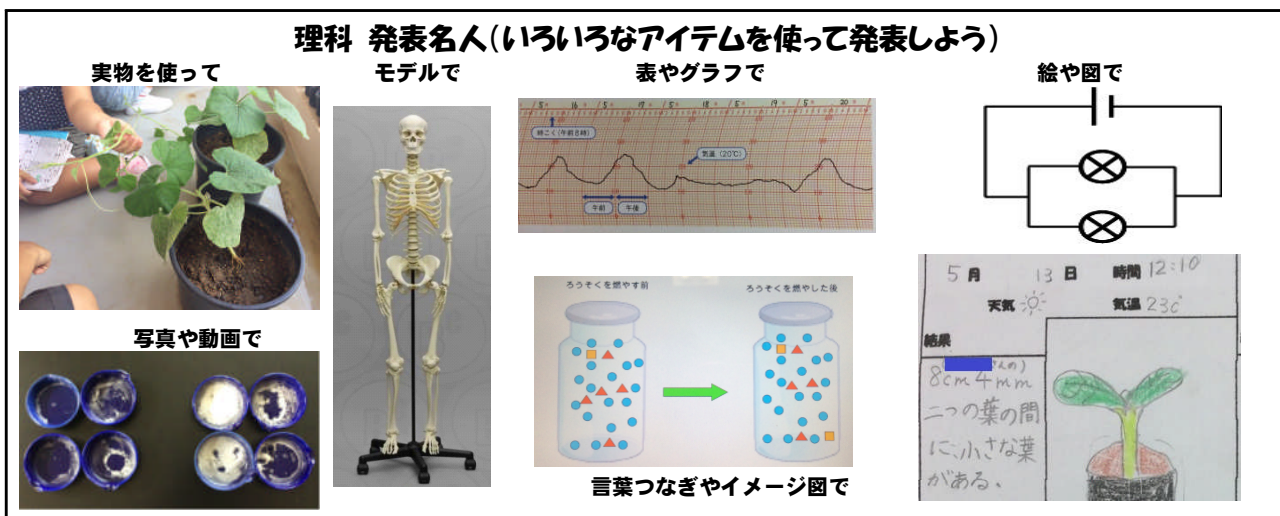 理科 発表名人(いろいろなアイテムを使って発表しよう)
実物を使って
モデルで
表やグラフで
絵や図で
時こく(午前8時)
気温(20℃)
午前
午後
写真や動画で
ろうそくを燃やす前
ろうそくを燃やした後
言葉つなぎやイメージ図で
5月 13日 時間 12:10
天気 気温 23℃
結果
8cm4mm
二つの葉の間
に、小さな葉
がある。